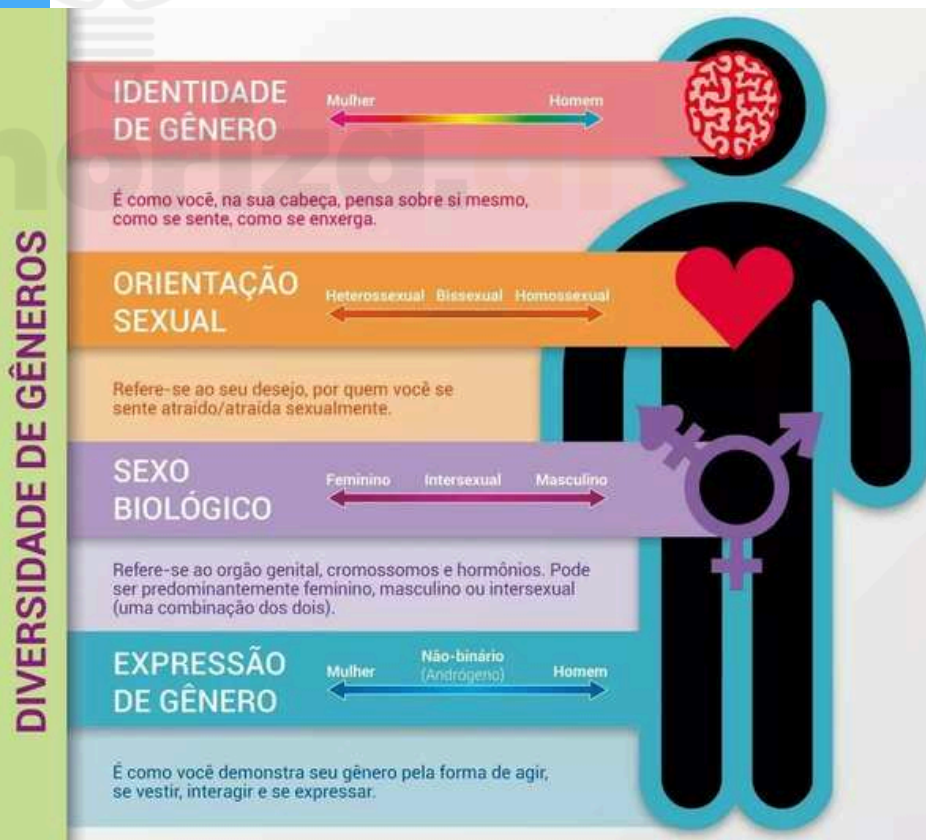 DIVERSIDADE DE GÊNEROS
IDENTIDADE
DE GÊNERO
Mulher Homem
É como você, na sua cabeça, pensa sobre si mesmo,
como se sente, como se enxerga.
ORIENTAÇÃO
SEXUAL
Heterossexual Bissexual Homossexual
Refere-se ao seu desejo, por quem você se
sente atraído/atraída sexualmente.
SEXO
BIOLÓGICO
Feminino Intersexual Masculino
Refere-se ao orgão genital, cromossomos e hormônios. Pode
ser predominantemente feminino, masculino ou intersexual
(uma combinação dos dois).
EXPRESSÃO
DE GÊNERO
Não-binário
Mulher (Andrógeno) Homem
É como você demonstra seu gênero pela forma de agir,
se vestir, interagir e se expressar.